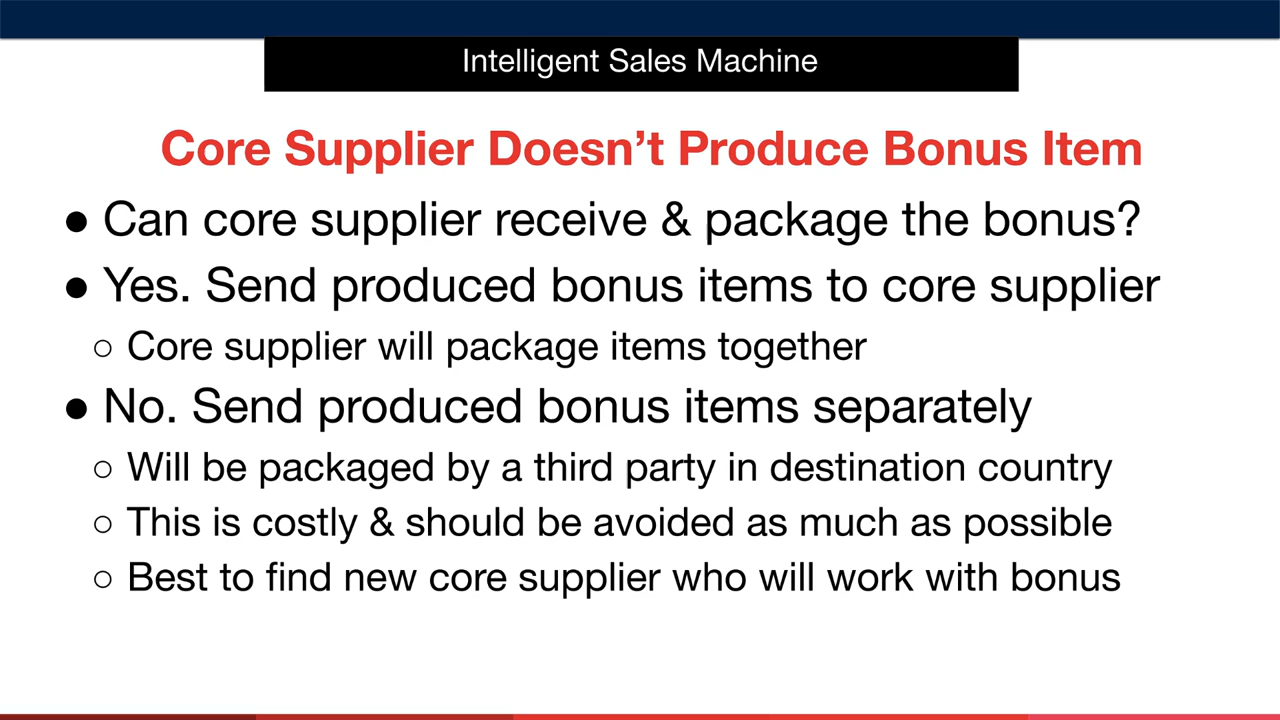 Intelligent Sales Machine
Core Supplier Doesn’t Produce Bonus Item
● Can core supplier receive & package the bonus?
● Yes. Send produced bonus items to core supplier
○ Core supplier will package items together
● No. Send produced bonus items separately
○ Will be packaged by a third party in destination country
○ This is costly & should be avoided as much as possible
○ Best to find new core supplier who will work with bonus